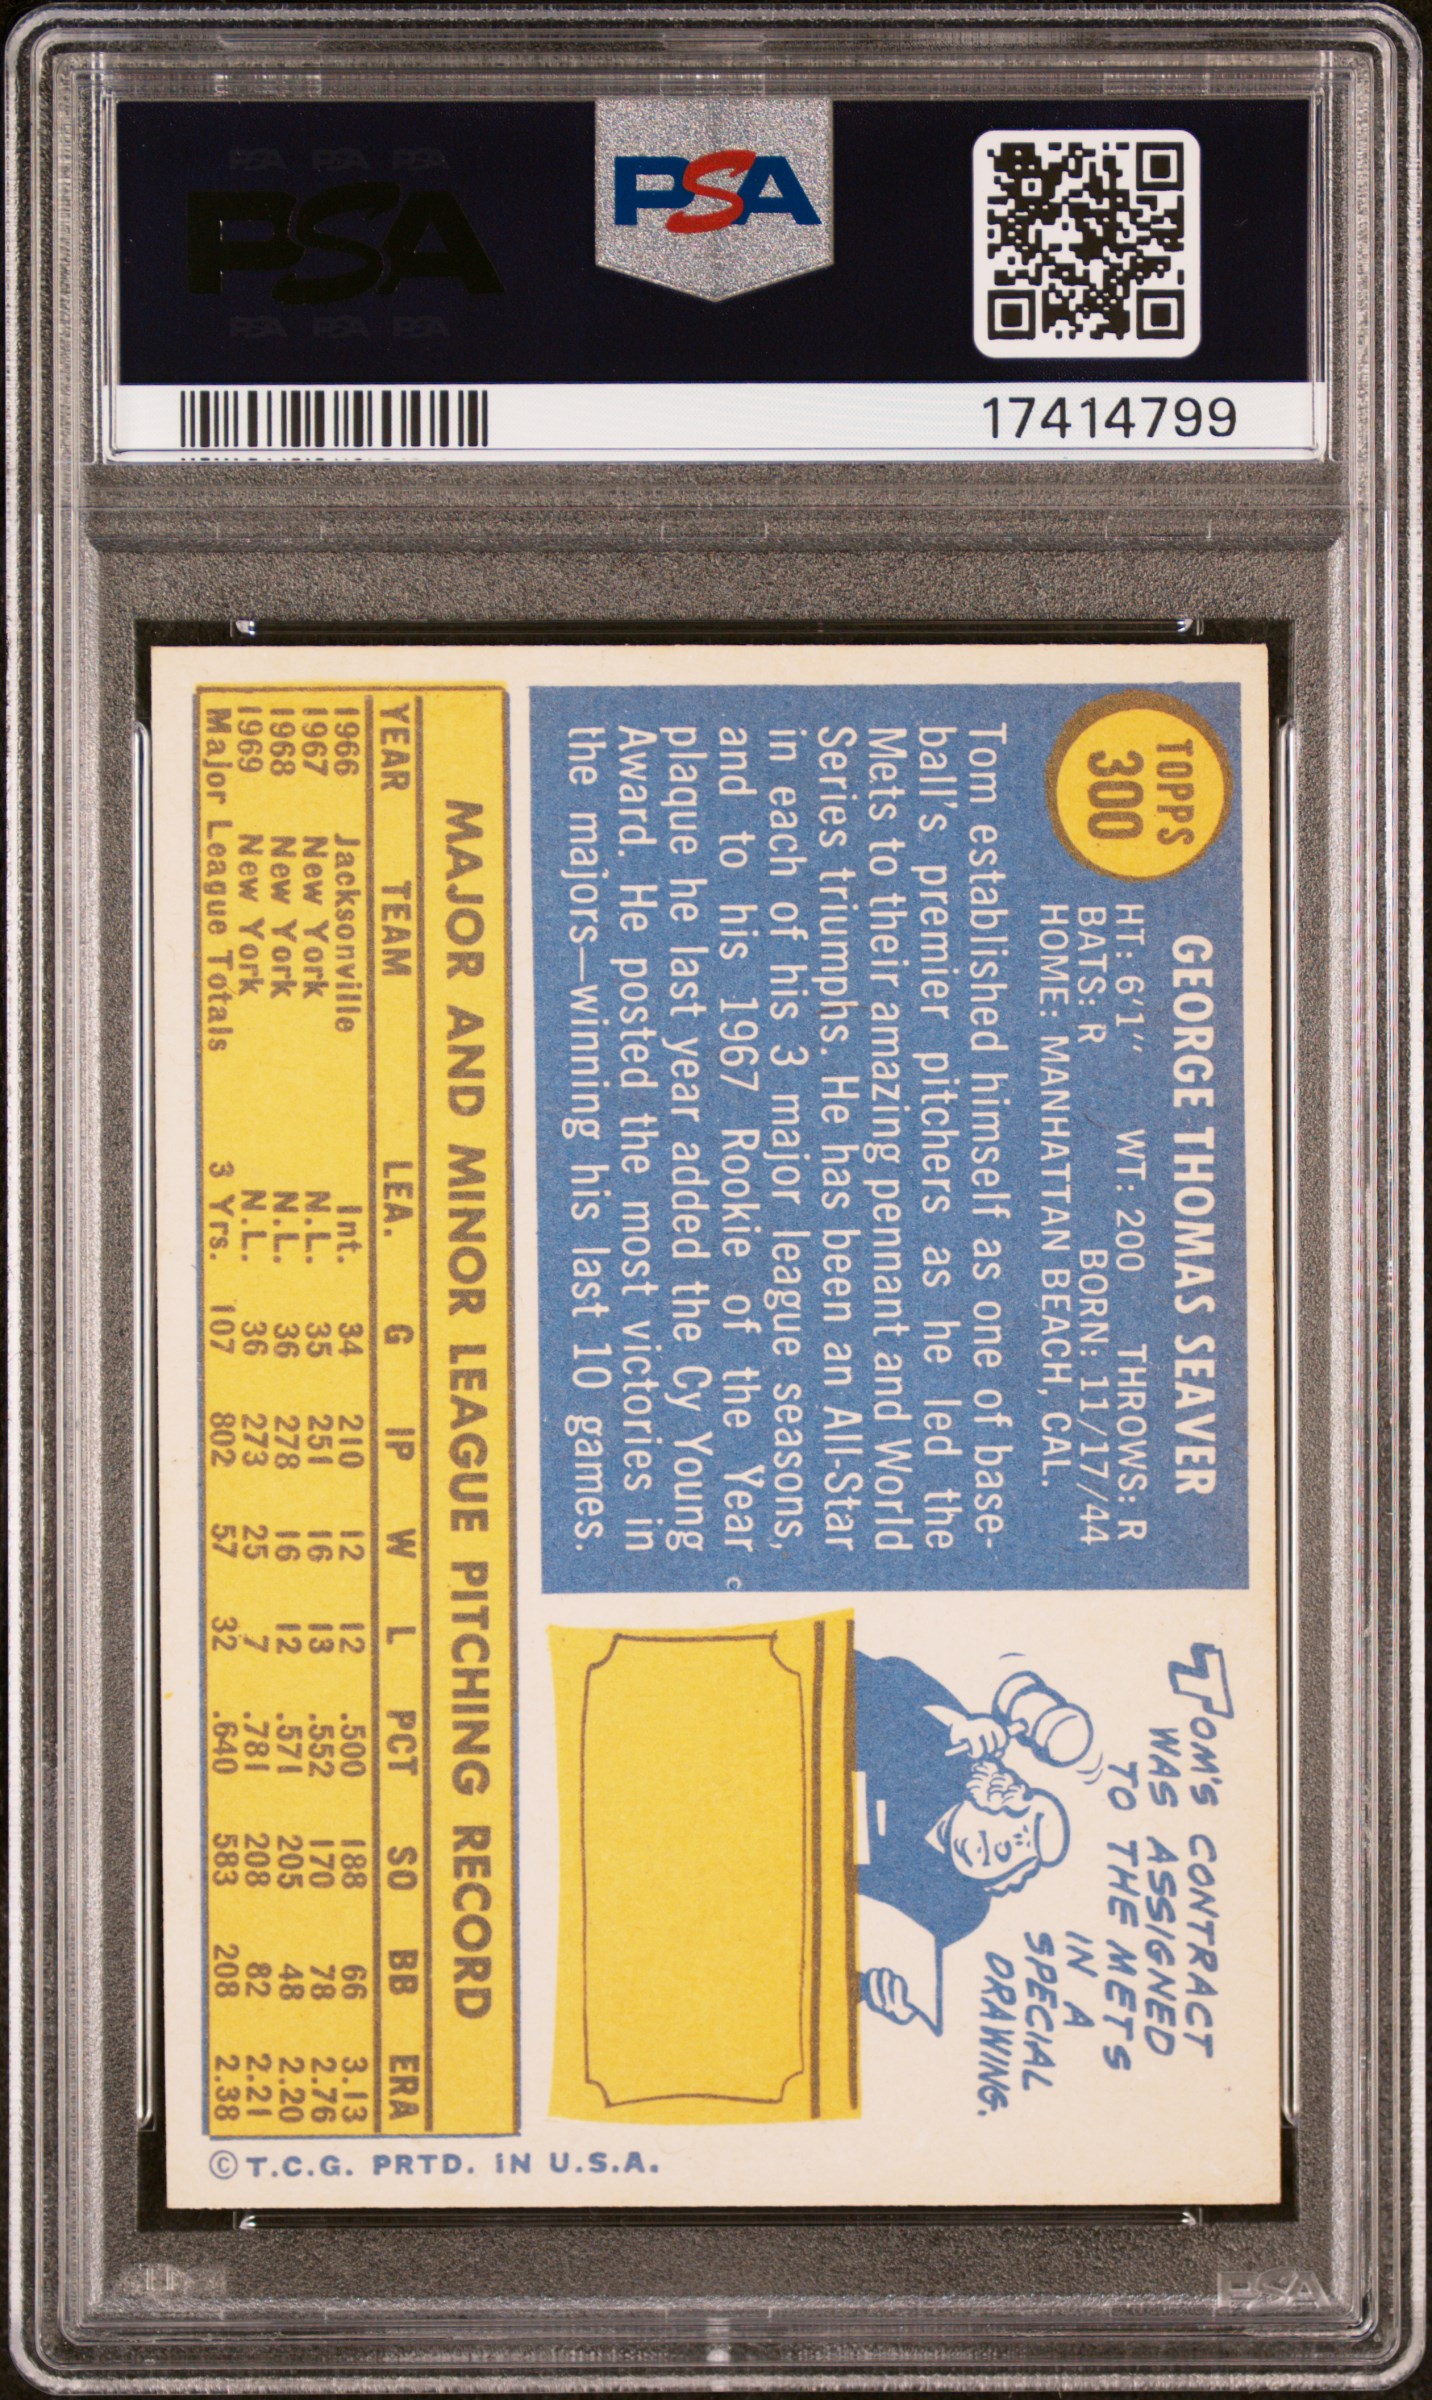 PSA PSA PSA
PSA
PSA PSA PSA
PSA
17414799
TOPPS
300
GEORGE THOMAS SEAVER
HT: 6'1" WT: 200 THROWS: R
BATS: R BORN: 11/17/44
HOME: MANHATTAN BEACH, CAL.
Tom established himself as one of base-
ball's premier pitchers as he led the
Mets to their amazing pennant and World
Series triumphs. He has been an All-Star
in each of his 3 major league seasons,
and to his 1967 Rookie of the Year
plaque he last year added the Cy Young
Award. He posted the most victories in
the majors—winning his last 10 games.
TOM'S CONTRACT
WAS ASSIGNED
TO THE METS
IN A
SPECIAL
DRAWING.
MAJOR AND MINOR LEAGUE PITCHING RECORD
YEAR TEAM LEA. G IP W L PCT SO BB ERA
1966 Jacksonville Int. 34 210 12 12 .500 188 66 3.13
1967 New York N.L. 35 251 16 13 .552 170 78 2.76
1968 New York N.L. 36 278 16 12 .571 205 48 2.20
1969 New York N.L. 36 273 25 7 .781 208 82 2.21
Major League Totals 3 Yrs. 107 802 57 32 .640 583 208 2.38
© T.C.G. PRTD. IN U.S.A.
PSA